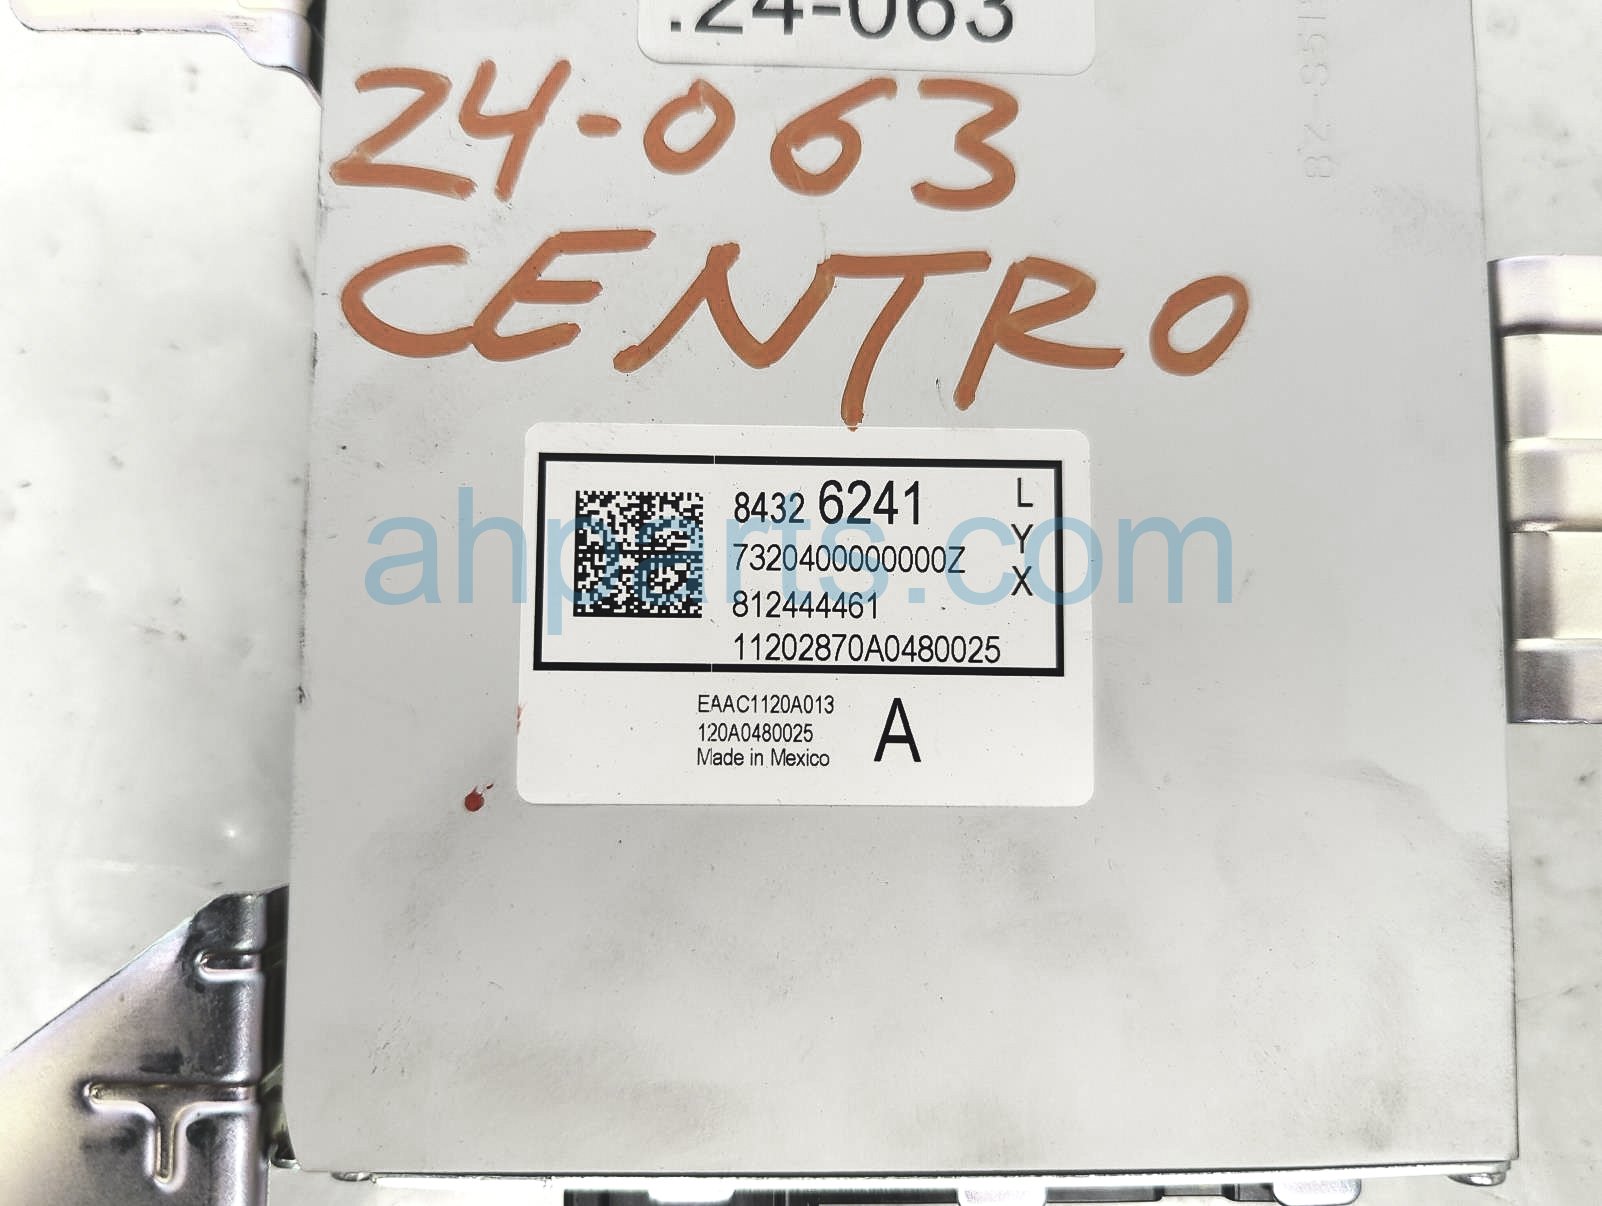 .24-063
24-063
CENTRO
8432 6241
7320400000000Z
812444461
11202870A0480025
L
Y
X
EAAC1120A013
120A0480025
Made in Mexico
A
ahparts.com